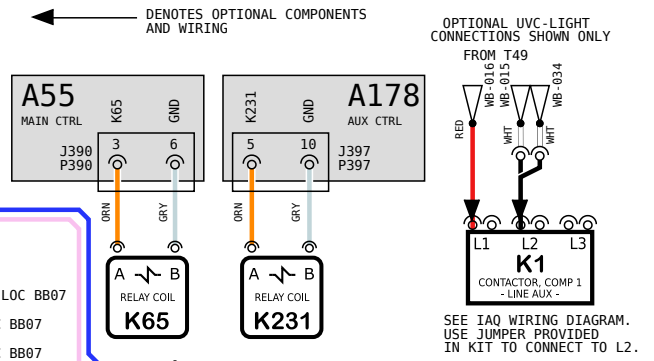 DENOTES OPTIONAL COMPONENTS
AND WIRING
OPTIONAL UVC-LIGHT
CONNECTIONS SHOWN ONLY
FROM T49
WB-016
WB-015
WB-034
RED
WHT
WHT
A55
MAIN CTRL
K65
GND
J390
P390
3
6
K231
GND
A178
AUX CTRL
5
10
J397
P397
ORN
GRY
ORN
GRY
A
B
RELAY COIL
K65
A
B
RELAY COIL
K231
L1
L2
L3
K1
CONTACTOR, COMP 1
- LINE AUX -
SEE IAQ WIRING DIAGRAM.
USE JUMPER PROVIDED
IN KIT TO CONNECT TO L2.
LOC BB07
BB07
BB07